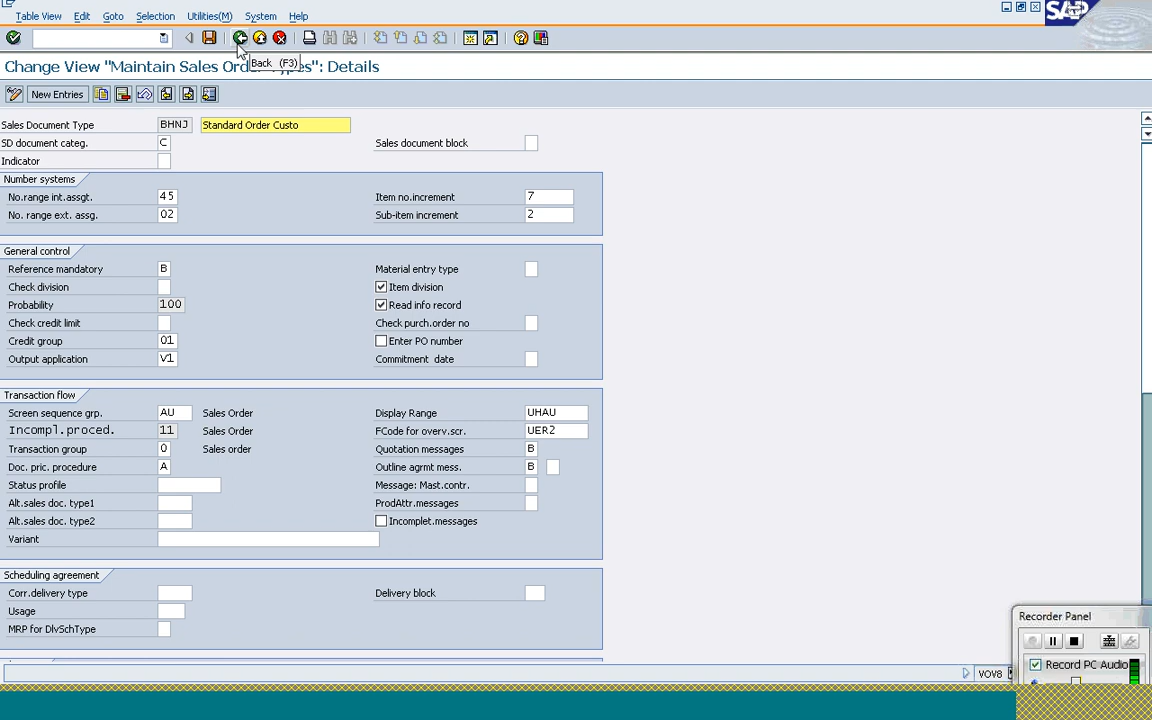 Table View Edit Goto Selection Utilities(M) System Help
SAP
Back (F3)
Change View "Maintain Sales Order Types": Details
New Entries
Sales Document Type BHNJ Standard Order Custo
SD document categ. C Sales document block
Indicator
Number systems
No.range int.assgt. 45 Item no.increment 7
No. range ext. assg. 02 Sub-item increment 2
General control
Reference mandatory B Material entry type
Check division Item division
Probability 100 Read info record
Check credit limit Check purch.order no
Credit group 01 Enter PO number
Output application V1 Commitment date
Transaction flow
Screen sequence grp. AU Sales Order Display Range UHAU
Incompl.proced. 11 Sales Order FCode for overv.scr. UER2
Transaction group 0 Sales order Quotation messages B
Doc. pric. procedure A Outline agrmt mess. B
Status profile Message: Mast.contr.
Alt.sales doc. type1 ProdAttr.messages
Alt.sales doc. type2 Incomplet.messages
Variant
Scheduling agreement
Corr.delivery type Delivery block
Usage
MRP for DlvSchType
Recorder Panel
Record PC Audio
VOV8